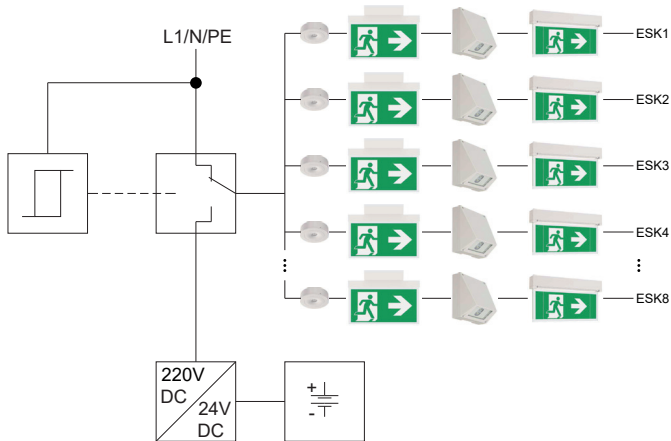 L1/N/PE
ESK1
ESK2
ESK3
ESK4
ESK8
220V
DC
24V
DC
+
-